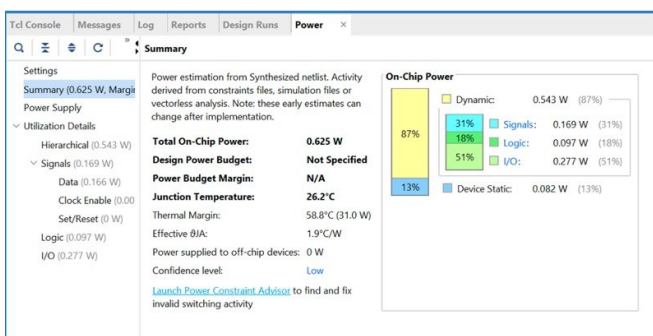 Tcl Console Messages Log Reports Design Runs Power ×
» Summary
Settings
Summary (0.625 W, Margin
Power Supply
Utilization Details
Hierarchical (0.543 W)
Signals (0.169 W)
Data (0.166 W)
Clock Enable (0.00
Set/Reset (0 W)
Logic (0.097 W)
I/O (0.277 W)
Power estimation from Synthesized netlist. Activity
derived from constraints files, simulation files or
vectorless analysis. Note: these early estimates can
change after implementation.
Total On-Chip Power: 0.625 W
Design Power Budget: Not Specified
Power Budget Margin: N/A
Junction Temperature: 26.2°C
Thermal Margin: 58.8°C (31.0 W)
Effective θJA: 1.9°C/W
Power supplied to off-chip devices: 0 W
Confidence level: Low
Launch Power Constraint Advisor to find and fix
invalid switching activity
On-Chip Power
Dynamic: 0.543 W (87%)
87%
31% Signals: 0.169 W (31%)
18% Logic: 0.097 W (18%)
51% I/O: 0.277 W (51%)
13% Device Static: 0.082 W (13%)